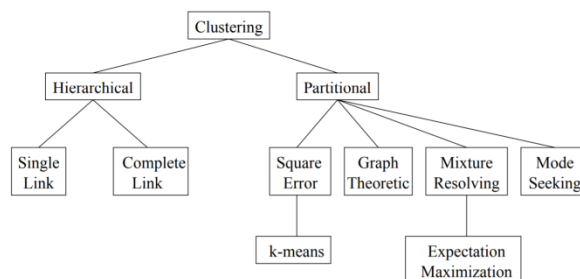 Clustering
Hierarchical
Partitional
Single
Link
Complete
Link
Square
Error
Graph
Theoretic
Mixture
Resolving
Mode
Seeking
k-means
Expectation
Maximization